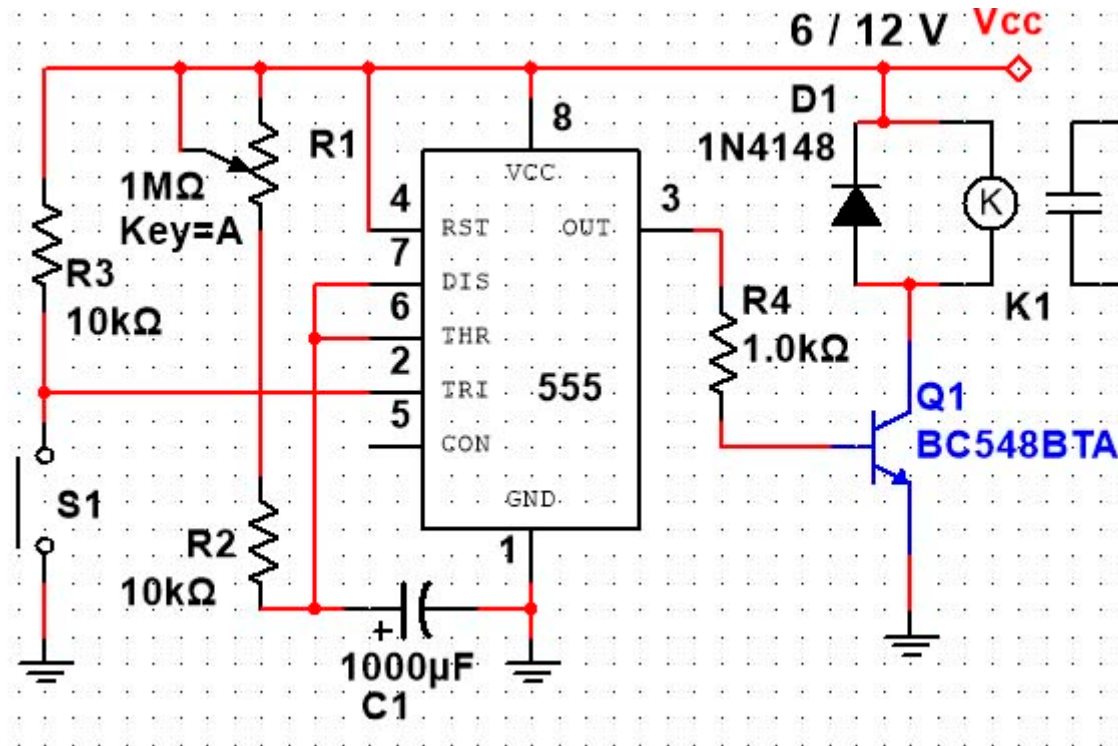 6 / 12 V
Vcc
D1
1N4148
R1
8
VCC
1MΩ
Key=A
4
RST
OUT
3
K
7
DIS
R3
10kΩ
6
THR
R4
1.0kΩ
K1
2
TRI
555
5
CON
Q1
BC548BTA
S1
GND
R2
10kΩ
1
+
1000µF
C1